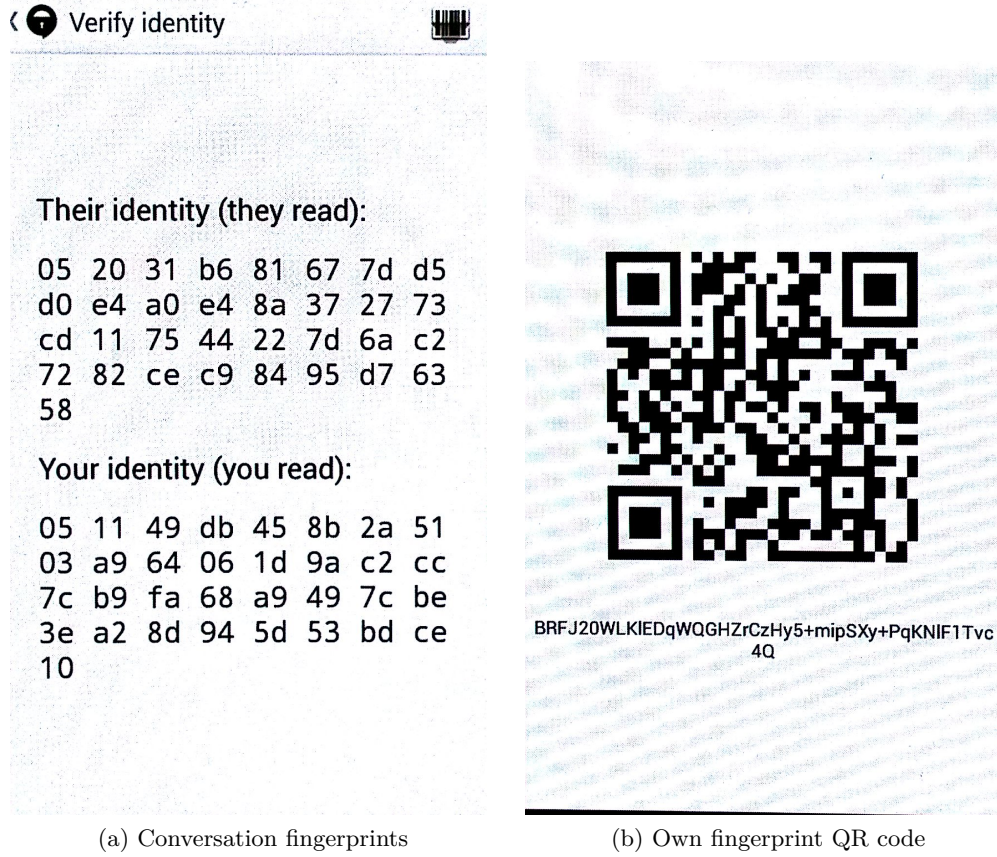 Verify identity
Their identity (they read):
05 20 31 b6 81 67 7d d5
d0 e4 a0 e4 8a 37 27 73
cd 11 75 44 22 7d 6a c2
72 82 ce c9 84 95 d7 63
58
Your identity (you read):
05 11 49 db 45 8b 2a 51
03 a9 64 06 1d 9a c2 cc
7c b9 fa 68 a9 49 7c be
3e a2 8d 94 5d 53 bd ce
10
(a) Conversation fingerprints
BRFJ20WLKlEDqWQGHZrCzHy5+mipSXy+PqKNlF1Tvc
4Q
(b) Own fingerprint QR code